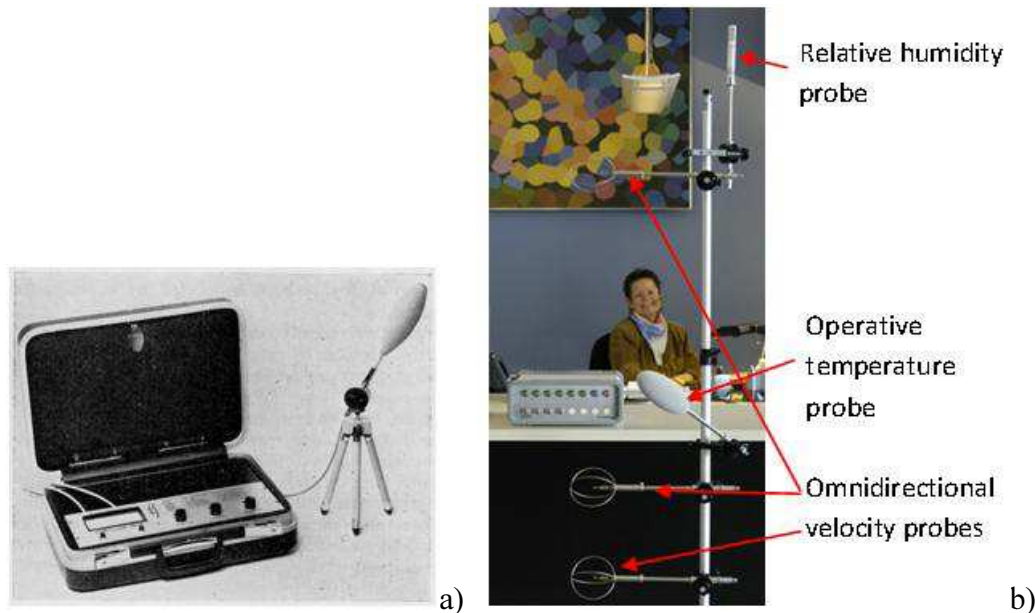 Relative humidity
probe
Operative
temperature
probe
Omnidirectional
velocity probes
a)
b)